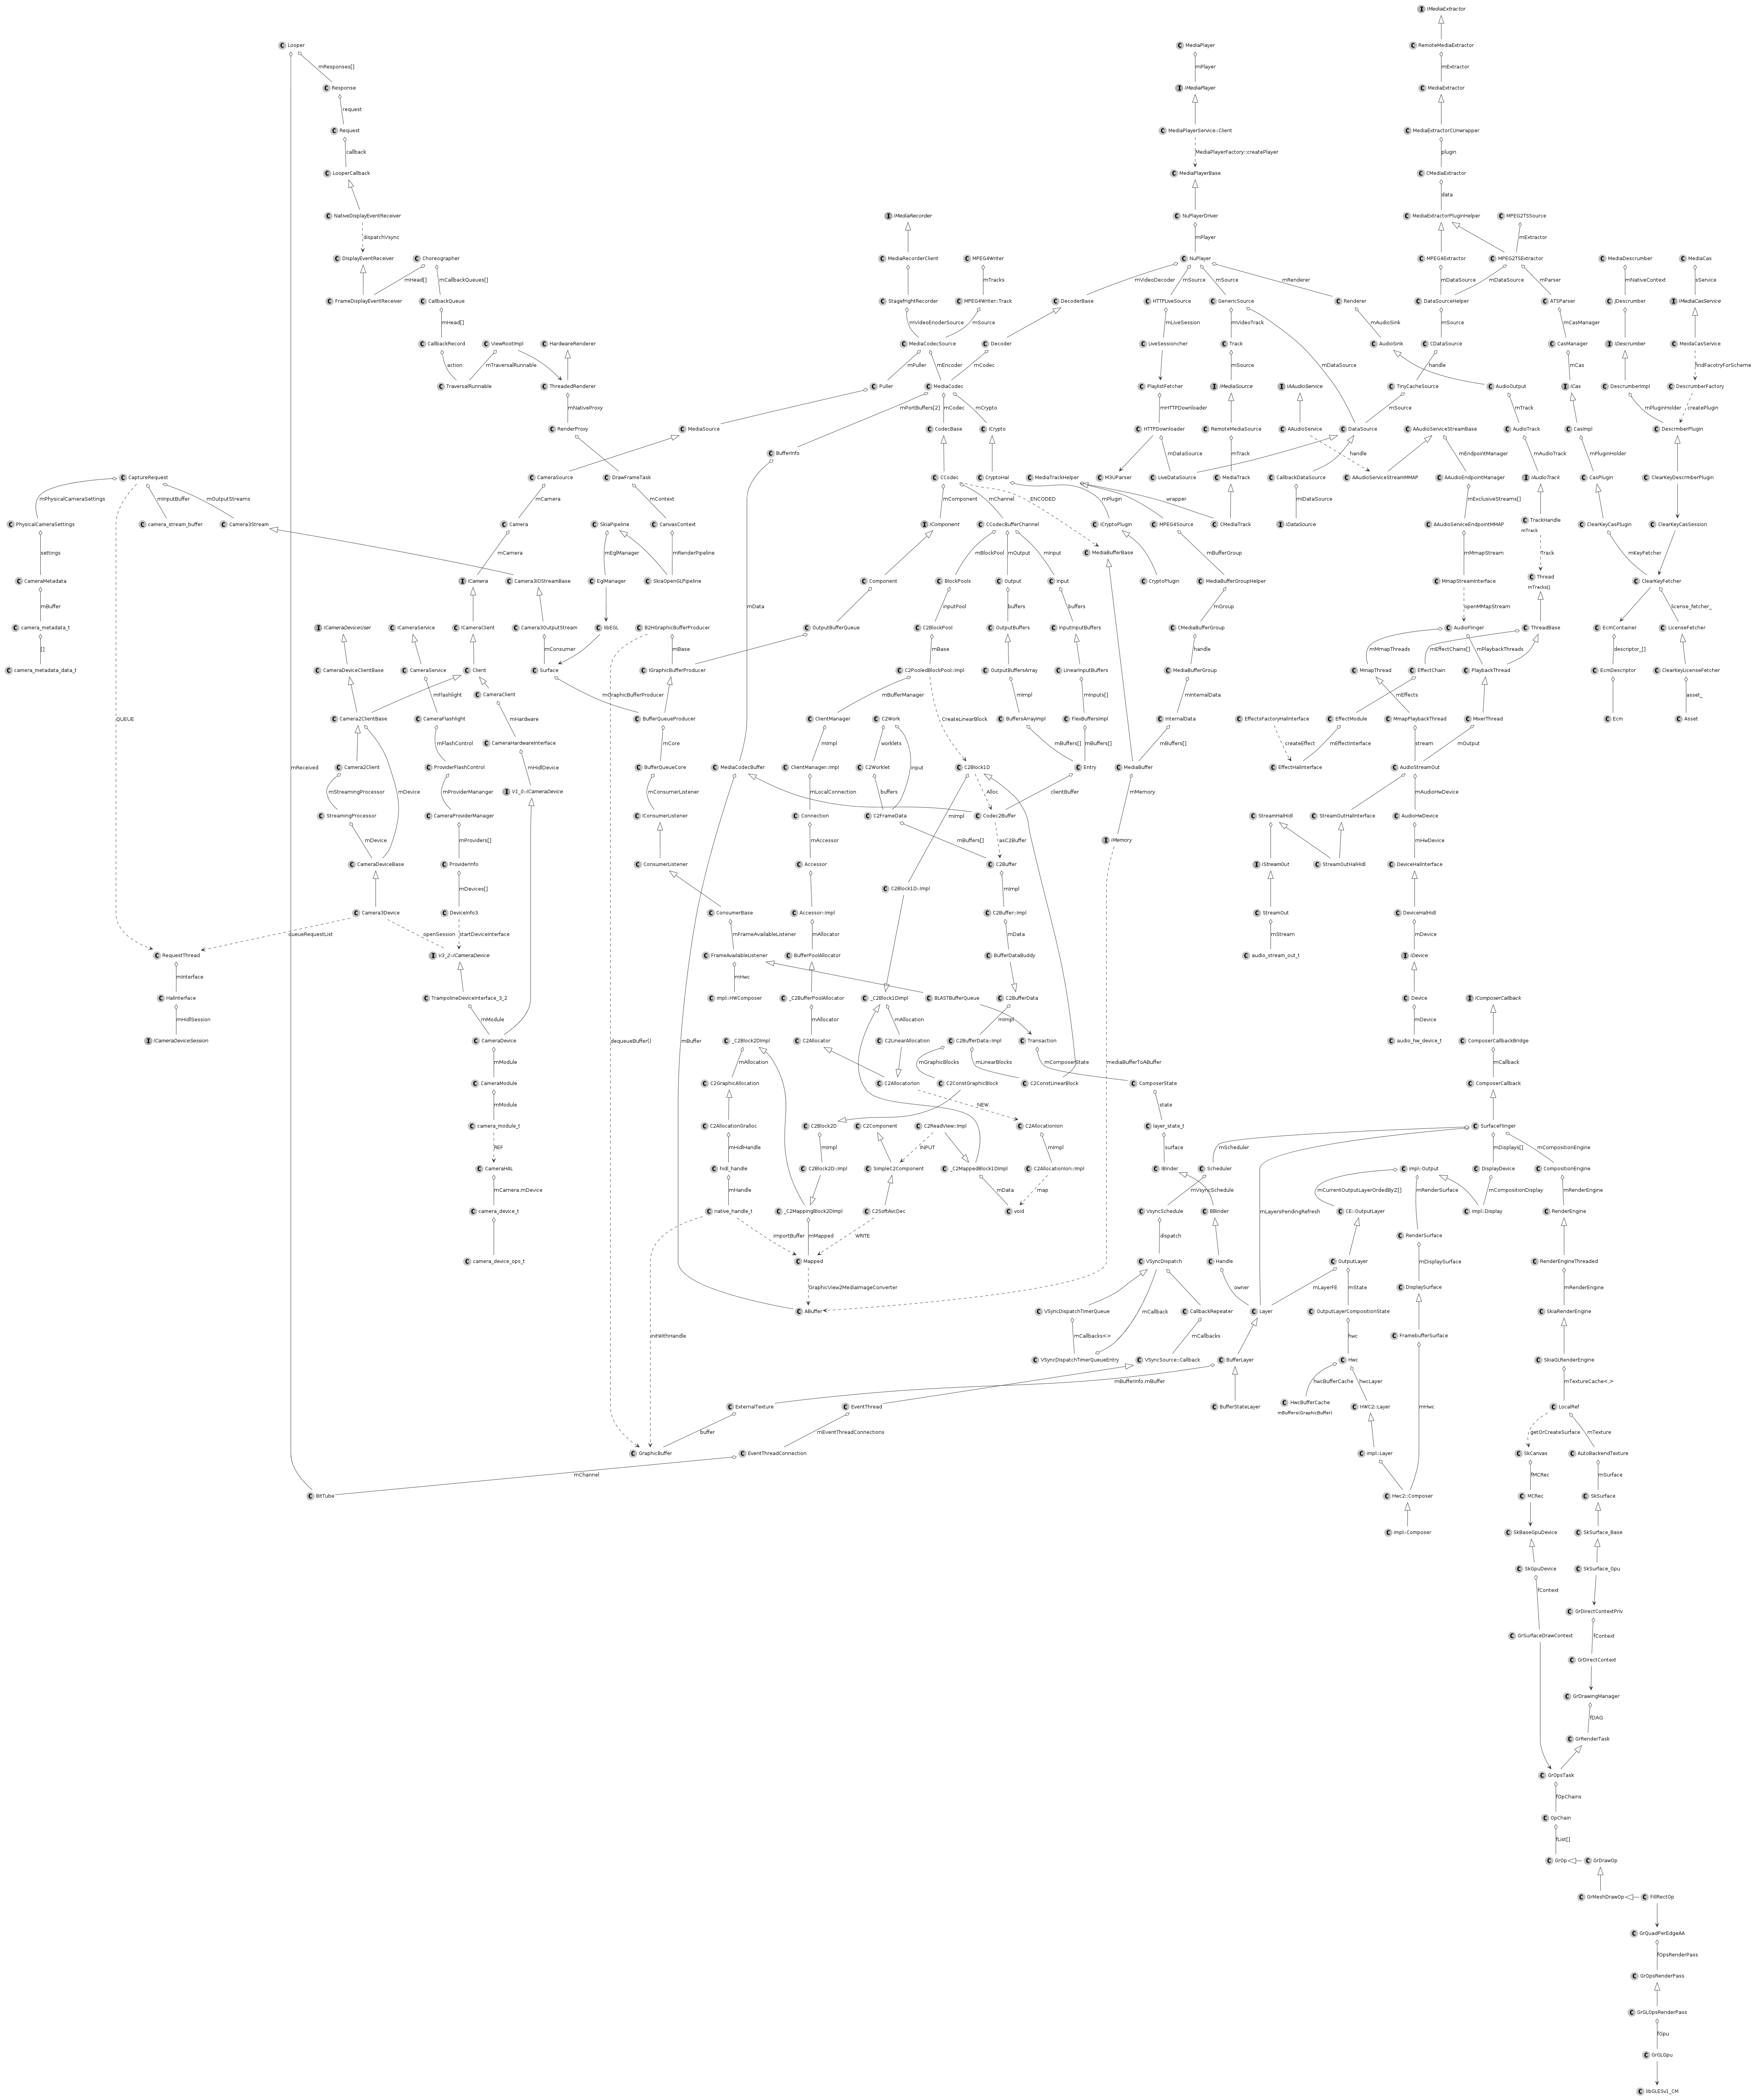 IMediaExtractor
Looper
MediaPlayer
RemoteMediaExtractor
mResponses[]
mPlayer
mExtractor
Response
IMediaPlayer
MediaExtractor
request
Request
MediaPlayerService::Client
MediaExtractorCUnwrapper
callback
MediaPlayerFactory::createPlayer
plugin
LooperCallback
MediaPlayerBase
CMediaExtractor
data
NativeDisplayEventReceiver
IMediaRecorder
NuPlayerDriver
MediaExtractorPluginHelper
MPEG2TSSource
dispatchVsync
mPlayer
mExtractor
DisplayEventReceiver
Choreographer
MediaRecorderClient
MPEG4Writer
NuPlayer
MPEG4Extractor
MPEG2TSExtractor
MediaDescrumber
MediaCas
mHead[]
mCallbackQueues[]
mTracks
mVideoDecoder
mSource
mSource
mRenderer
mDataSource
mDataSource
mParser
mNativeContext
sService
FrameDisplayEventReceiver
CallbackQueue
StagefrightRecorder
MPEG4Writer::Track
DecoderBase
HTTPLiveSource
GenericSource
Renderer
DataSourceHelper
ATSParser
JDescrumber
IMediaCasService
mHead[]
mVideoEnoderSource
mSource
mLiveSession
mVideoTrack
mAudioSink
mSource
mCasManager
CallbackRecord
ViewRootImpl
HardwareRenderer
MediaCodecSource
Decoder
LiveSessioncher
Track
AudioSink
CDataSource
CasManager
IDescrumber
MeidaCasService
action
mTraversalRunnable
mPuller
mEncoder
mCodec
mSource
mDataSource
handle
mCas
findFacotryForScheme
TraversalRunnable
ThreadedRenderer
Puller
MediaCodec
PlaylistFetcher
IMediaSource
IAAudioService
TinyCacheSource
AudioOutput
ICas
DescrumberImpl
DescrumberFactory
mNativeProxy
mPortBuffers[2]
mCodec
mCrypto
mHTTPDownloader
mSource
mTrack
mPluginHolder
createPlugin
RenderProxy
MediaSource
CodecBase
ICrypto
HTTPDownloader
RemoteMediaSource
AAudioService
DataSource
AAudioServiceStreamBase
AudioTrack
CasImpl
DescrmberPlugin
BufferInfo
mDataSource
mTrack
handle
mEndpointManager
mAudioTrack
mPluginHolder
CaptureRequest
CameraSource
DrawFrameTask
CCodec
CryptoHal
MediaTrackHelper
M3UParser
LiveDataSource
MediaTrack
CallbackDataSource
AAudioServiceStreamMMAP
AAudioEndpointManager
IAudioTrack
CasPlugin
ClearKeyDescrmberPlugin
mPhysicalCameraSettings
mInputBuffer
mOutputStreams
mCamera
mContext
mComponent
mChannel
ENCODED
mPlugin
wrapper
mIDataSource
mExclusiveStreams[]
PhysicalCameraSettings
camera_stream_buffer
Camera3Stream
Camera
SkiaPipeline
CanvasContext
IComponent
CCodecBufferChannel
ICryptoPlugin
MPEG4Source
CMediaTrack
IDataSource
AAudioServiceEndpointMMAP
TrackHandle
mTrack
ClearKeyCasPlugin
ClearKeyCasSession
settings
mCamera
mEglManager
mRenderPipeline
mBlockPool
mOutput
mInput
MediaBufferBase
mBufferGroup
mMmapStream
Track
mKeyFetcher
CameraMetadata
ICamera
Camera3IOStreamBase
EglManager
SkiaOpenGLPipeline
Component
BlockPools
Output
Input
CryptoPlugin
MediaBufferGroupHelper
MmapStreamInterface
Thread
mTracks[]
ClearKeyFetcher
mBuffer
mData
inputPool
buffers
buffers
mGroup
openMMapStream
license_fetcher_
camera_metadata_t
ICameraDeviceUser
ICameraService
ICameraClient
Camera3OutputStream
libEGL
B2HGraphicBufferProducer
OutputBufferQueue
C2BlockPool
OutputBuffers
InputInputBuffers
CMediaBufferGroup
AudioFlinger
ThreadBase
EcmContainer
LicenseFetcher
[]
mConsumer
mBase
mBase
handle
mMmapThreads
mEffectChains[]
mPlaybackThreads
descriptor_[]
camera_metadata_data_t
CameraDeviceClientBase
CameraService
Client
Surface
IGraphicBufferProducer
C2PooledBlockPool::Impl
OutputBuffersArray
LinearInputBuffers
MediaBufferGroup
MmapThread
EffectChain
PlaybackThread
EcmDescriptor
ClearKeyLicenseFetcher
QUEUE
mFlashlight
CameraClient
mGraphicBufferProducer
mBufferManager
CreateLinearBlock
mImpl
mInputs[]
mInternalData
mEffects
asset_
Camera2ClientBase
CameraFlashlight
mHardware
BufferQueueProducer
ClientManager
C2Work
BuffersArrayImpl
FlexBuffersImpl
InternalData
EffectsFactoryHalInterface
EffectModule
MmapPlaybackThread
MixerThread
Ecm
Asset
mFlashControl
CameraHardwareInterface
mCore
mImpl
worklets
input
mBuffers[]
mBuffers[]
mBuffers[]
createEffect
mEffectInterface
stream
mOutput
mReceived
Camera2Client
mDevice
ProviderFlashControl
mHidlDevice
BufferQueueCore
MediaCodecBuffer
ClientManager::Impl
C2Worklet
C2Block1D
Entry
MediaBuffer
EffectHalInterface
AudioStreamOut
mStreamingProcessor
mProviderMananger
V1_0::ICameraDevice
mConsumerListener
mLocalConnection
buffers
Alloc
clientBuffer
mMemory
mAudioHwDevice
StreamingProcessor
CameraProviderManager
IConsumerListener
Connection
C2FrameData
mImpl
Codec2Buffer
StreamHalHidl
StreamOutHalInterface
AudioHwDevice
mDevice
mProviders[]
mAccessor
mBuffers[]
asC2Buffer
IMemory
mHwDevice
CameraDeviceBase
ProviderInfo
ConsumerListener
Accessor
C2Buffer
IStreamOut
StreamOutHalHidl
DeviceHalInterface
mDevices[]
C2Block1D::Impl
mImpl
Camera3Device
DeviceInfo3
ConsumerBase
Accessor::Impl
C2Buffer::Impl
StreamOut
DeviceHalHidl
queueRequestList
openSession
startDeviceInterface
mFrameAvailableListener
mAllocator
mData
mStream
mDevice
RequestThread
V3_2::ICameraDevice
FrameAvailableListener
BufferPoolAllocator
BufferDataBuddy
audio_stream_out_t
IDevice
mInterface
mHwc
HalInterface
TrampolineDeviceInterface_3_2
impl::HWComposer
_C2BufferPoolAllocator
_C2Block1DImpl
BLASTBufferQueue
C2BufferData
Device
IComposerCallback
mHidlSession
mModule
dequeueBuffer()
mAllocator
mAllocation
mImpl
mDevice
ICameraDeviceSession
CameraDevice
mBuffer
_C2Block2DImpl
C2Allocator
C2LinearAllocation
C2BufferData::Impl
Transaction
mediaBufferToABuffer
audio_hw_device_t
ComposerCallbackBridge
mModule
mAllocation
mGraphicBlocks
mLinearBlocks
mComposerState
mCallback
CameraModule
C2GraphicAllocation
C2AllocatorIon
C2ConstGraphicBlock
C2ConstLinearBlock
ComposerState
ComposerCallback
mModule
NEW
state
camera_module_t
C2AllocationGralloc
C2Block2D
C2Component
C2ReadView::Impl
C2AllocationIon
layer_state_t
SurfaceFlinger
REF
mHidlHandle
mImpl
INPUT
mImpl
surface
mScheduler
mDisplays[]
mCompositionEngine
CameraHAL
hidl_handle
C2Block2D::Impl
SimpleC2Component
_C2MappedBlock1DImpl
C2AllocationIon::Impl
IBinder
Scheduler
impl::Output
DisplayDevice
CompositionEngine
mCamera.mDevice
mHandle
mData
map
mVsyncSchedule
mLayersPendingRefresh
mCurrentOutputLayerOrdedByZ[]
mRenderSurface
mCompositionDisplay
mRenderEngine
camera_device_t
native_handle_t
_C2MappingBlock2DImpl
C2SoftAvcDec
void
VsyncSchedule
BBinder
CE::OutputLayer
impl::Display
RenderEngine
importBuffer
mMapped
WRITE
dispatch
RenderSurface
camera_device_ops_t
Mapped
VSyncDispatch
Handle
OutputLayer
mDisplaySurface
RenderEngineThreaded
GraphicView2MediaImageConverter
mCallback
owner
mLayerFE
mState
DisplaySurface
mRenderEngine
initWithHandle
ABuffer
VSyncDispatchTimerQueue
CallbackRepeater
Layer
OutputLayerCompositionState
SkiaRenderEngine
mCallbacks<>
mCallbacks
hwc
FramebufferSurface
VSyncDispatchTimerQueueEntry
VSyncSource::Callback
BufferLayer
Hwc
SkiaGLRenderEngine
mBufferInfo.mBuffer
hwcBufferCache
hwcLayer
mHwc
mTextureCache<,>
ExternalTexture
EventThread
BufferStateLayer
HwcBufferCache
mBuffers(GraphicBuffer)
HWC2::Layer
LocalRef
buffer
mEventThreadConnections
getOrCreateSurface
mTexture
GraphicBuffer
EventThreadConnection
impl::Layer
SkCanvas
AutoBackendTexture
mChannel
fMCRec
mSurface
BitTube
Hwc2::Composer
MCRec
SkSurface
impl::Composer
SkBaseGpuDevice
SkSurface_Base
SkGpuDevice
SkSurface_Gpu
fContext
GrDirectContextPriv
GrSurfaceDrawContext
fContext
GrDirectContext
GrDrawingManager
fDAG
GrRenderTask
GrOpsTask
fOpChains
OpChain
fList[]
GrOp
GrDrawOp
GrMeshDrawOp
FillRectOp
GrQuadPerEdgeAA
fOpsRenderPass
GrOpsRenderPass
GrGLOpsRenderPass
fGpu
GrGLGpu
libGLESv1_CM